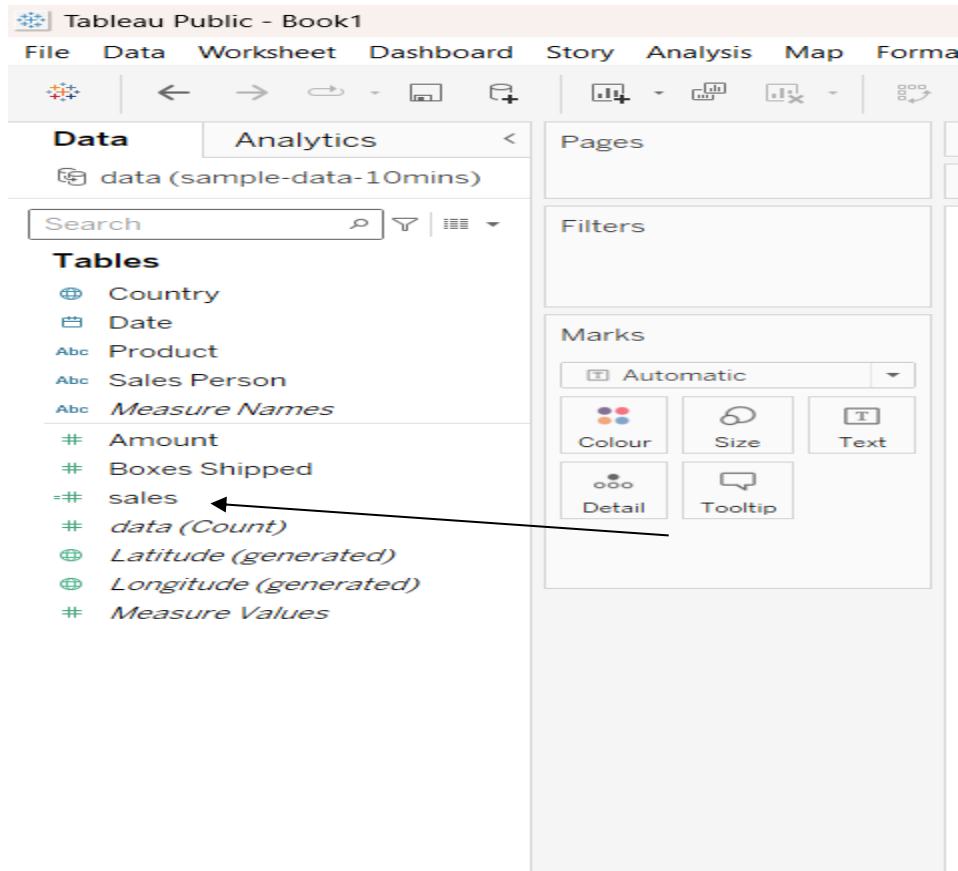 Tableau Public - Book1
File Data Worksheet Dashboard Story Analysis Map Forma
Data Analytics <
data (sample-data-10mins)
Search
Tables
Country
Date
Abc Product
Abc Sales Person
Abc Measure Names
# Amount
# Boxes Shipped
=# sales
# data (Count)
Latitude (generated)
Longitude (generated)
# Measure Values
Pages
Filters
Marks
T Automatic
Colour Size T Text
Detail Tooltip